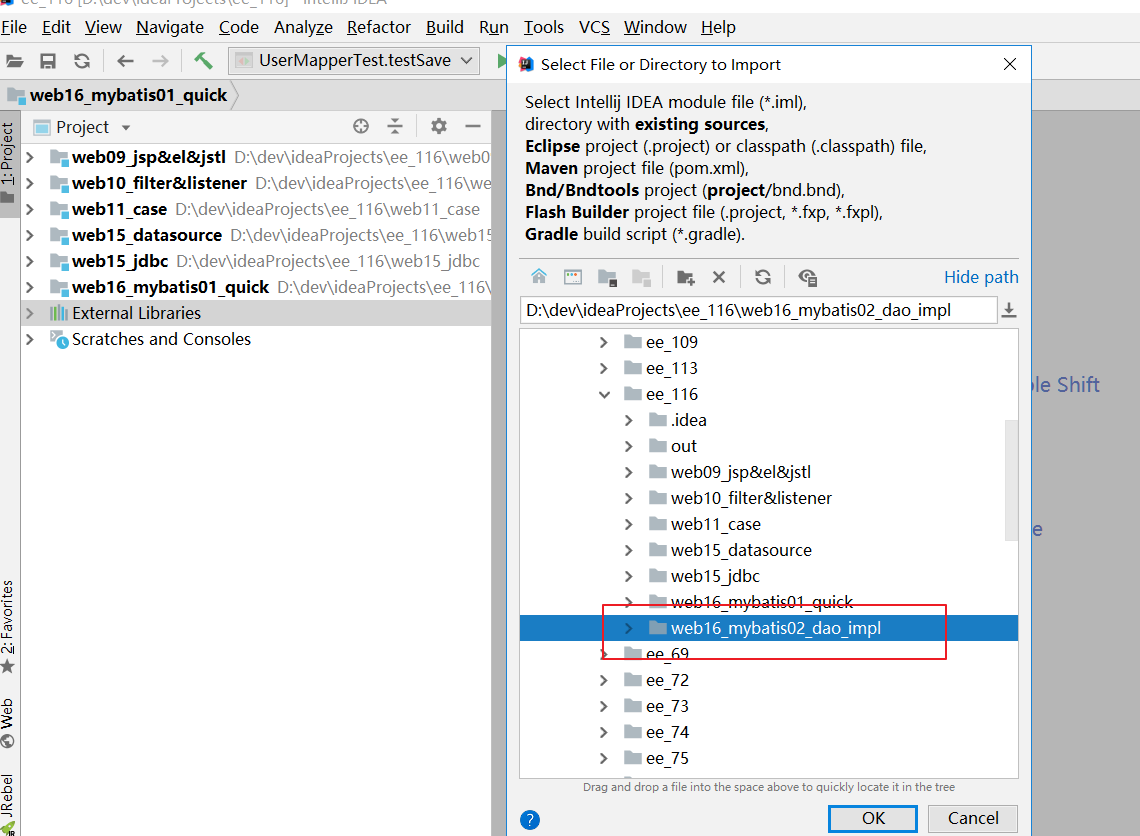 ee_116 [D:\dev\ideaProjects\ee_116] - IntelliJ IDEA
File Edit View Navigate Code Analyze Refactor Build Run Tools VCS Window Help
UserMapperTest.testSave
web16_mybatis01_quick
1: Project
2: Favorites
Web
JRebel
Project
web09_jsp&el&jstl D:\dev\ideaProjects\ee_116\web0
web10_filter&listener D:\dev\ideaProjects\ee_116\we
web11_case D:\dev\ideaProjects\ee_116\web11_case
web15_datasource D:\dev\ideaProjects\ee_116\web15
web15_jdbc D:\dev\ideaProjects\ee_116\web15_jdbc
web16_mybatis01_quick D:\dev\ideaProjects\ee_116\
External Libraries
Scratches and Consoles
Select File or Directory to Import
Select Intellij IDEA module file (*.iml),
directory with existing sources,
Eclipse project (.project) or classpath (.classpath) file,
Maven project file (pom.xml),
Bnd/Bndtools project (project/bnd.bnd),
Flash Builder project file (.project, *.fxp, *.fxpl),
Gradle build script (*.gradle).
Hide path
D:\dev\ideaProjects\ee_116\web16_mybatis02_dao_impl
ee_109
ee_113
ee_116
.idea
out
web09_jsp&el&jstl
web10_filter&listener
web11_case
web15_datasource
web15_jdbc
web16_mybatis01_quick
web16_mybatis02_dao_impl
ee_69
ee_72
ee_73
ee_74
ee_75
Drag and drop a file into the space above to quickly locate it in the tree
?
OK Cancel
ble Shift
e